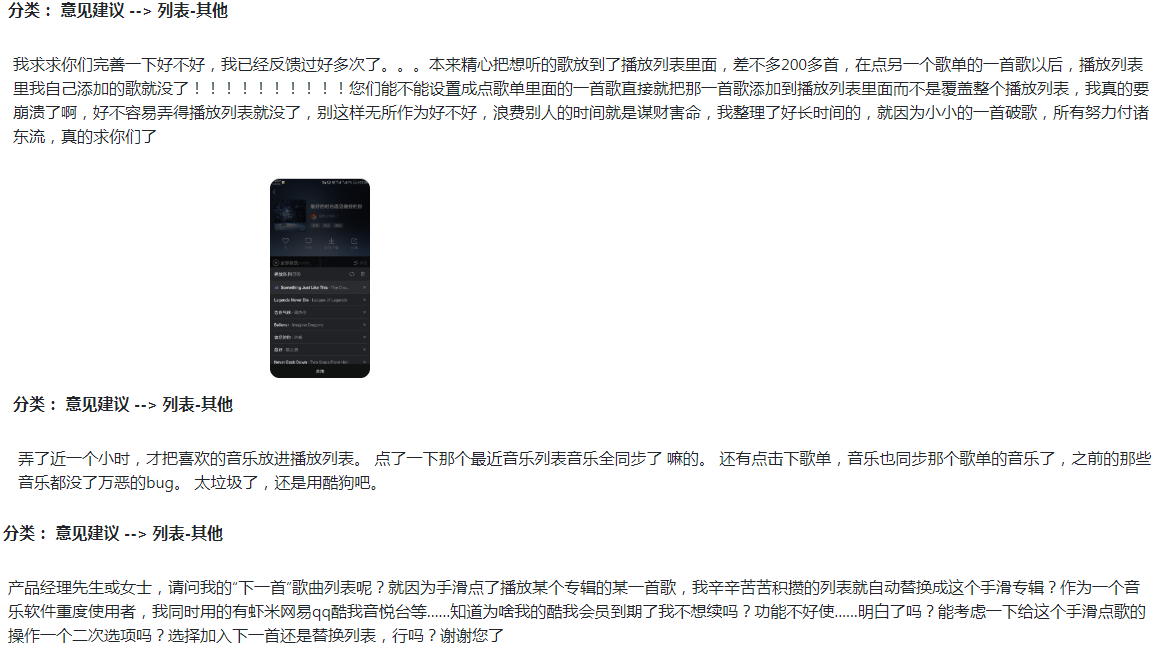 分类： 意见建议 --> 列表-其他
我求求你们完善一下好不好，我已经反馈过好多次了。。。本来精心把想听的歌放到了播放列表里面，差不多200多首，在点另一个歌单的一首歌以后，播放列表
里我自己添加的歌就没了！！！！！！！！！！您们能不能设置成点歌单里面的一首歌直接就把那一首歌添加到播放列表里面而不是覆盖整个播放列表，我真的要
崩溃了啊，好不容易弄得播放列表就没了，别这样无所作为好不好，浪费别人的时间就是谋财害命，我整理了好长时间的，就因为小小的一首破歌，所有努力付诸
东流，真的求你们了
Something Just Like This
Legends Never Die
Believer - Imagine Dragons
Never Back Down
分类： 意见建议 --> 列表-其他
弄了近一个小时，才把喜欢的音乐放进播放列表。 点了一下那个最近音乐列表音乐全同步了 嘛的。 还有点击下歌单，音乐也同步那个歌单的音乐了，之前的那些
音乐都没了万恶的bug。 太垃圾了，还是用酷狗吧。
分类： 意见建议 --> 列表-其他
产品经理先生或女士，请问我的“下一首”歌曲列表呢？就因为手滑点了播放某个专辑的某一首歌，我辛辛苦苦积攒的列表就自动替换成这个手滑专辑？作为一个音
乐软件重度使用者，我同时用的有虾米网易qq酷我音悦台等......知道为啥我的酷我会员到期了我不想续吗？功能不好使......明白了吗？能考虑一下给这个手滑点歌的
操作一个二次选项吗？选择加入下一首还是替换列表，行吗？谢谢您了